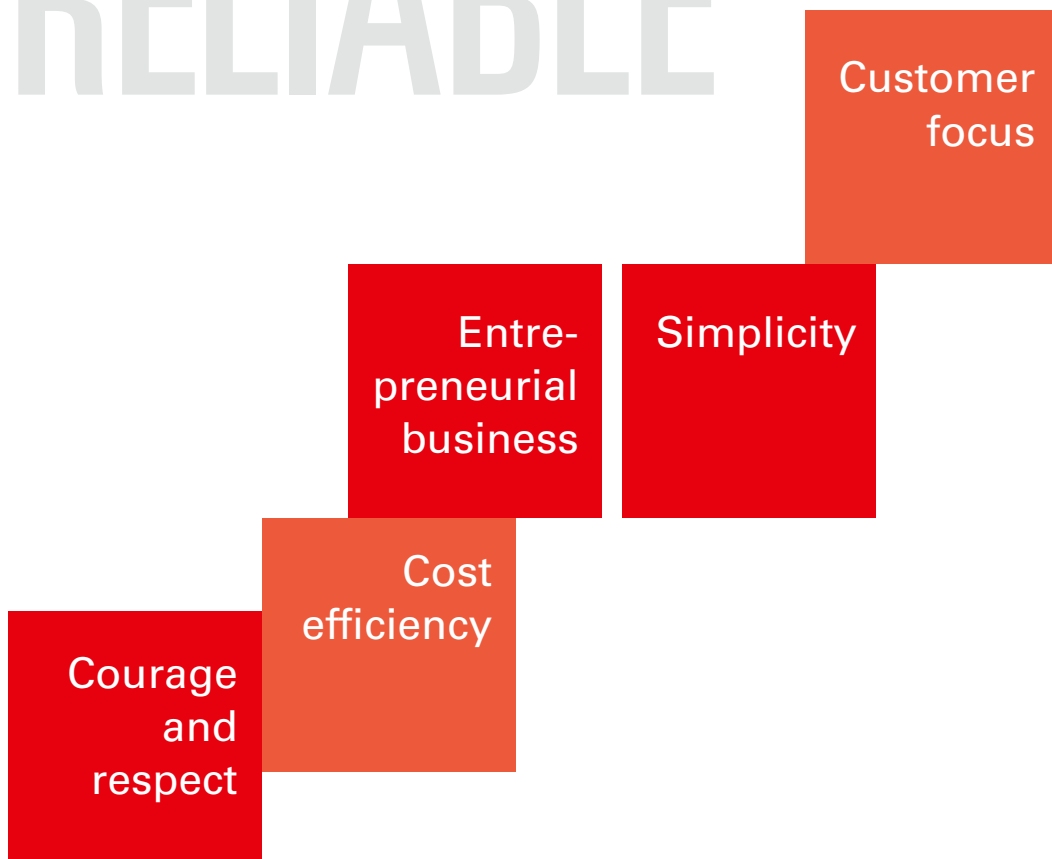 RELIABLE
Customer
focus
Entre-
preneurial
business
Simplicity
Cost
efficiency
Courage
and
respect